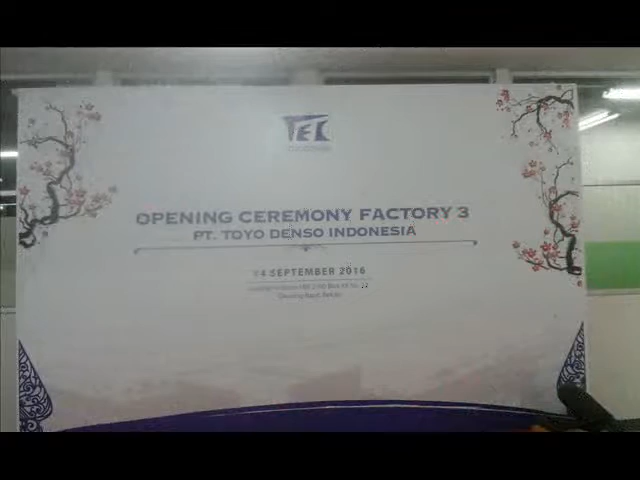 TEC
OPENING CEREMONY FACTORY 3
PT. TOYO DENSO INDONESIA
4 SEPTEMBER 2016